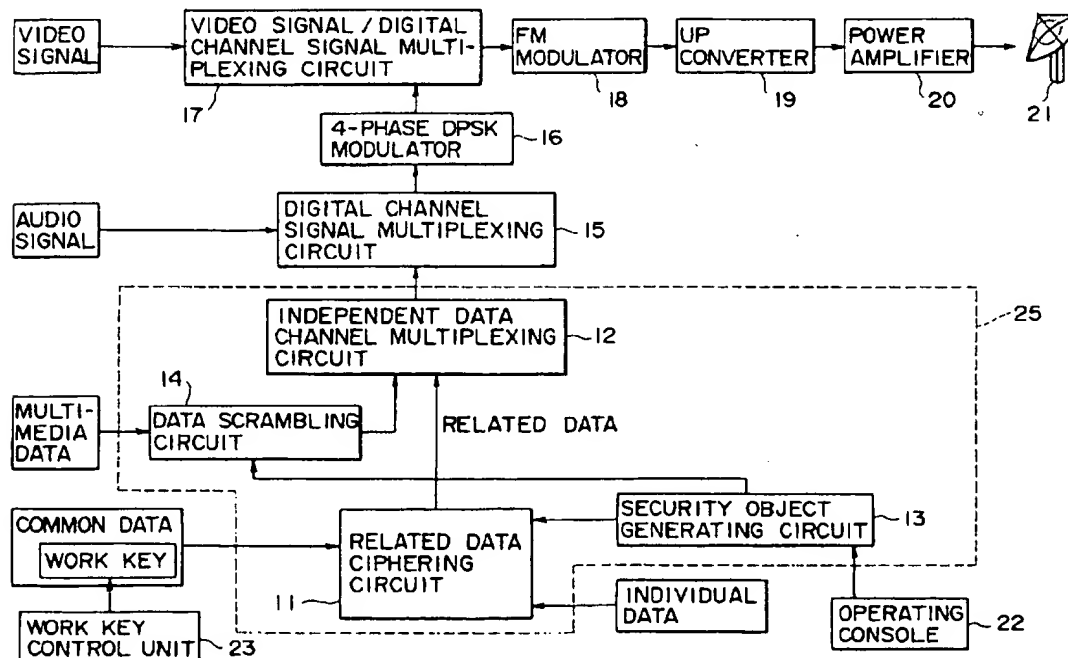 VIDEO
SIGNAL
VIDEO SIGNAL / DIGITAL
CHANNEL SIGNAL MULTI-
PLEXING CIRCUIT
17
FM
MODULATOR
18
UP
CONVERTER
19
POWER
AMPLIFIER
20
21
4-PHASE DPSK
MODULATOR
16
AUDIO
SIGNAL
DIGITAL CHANNEL
SIGNAL MULTIPLEXING
CIRCUIT
15
INDEPENDENT DATA
CHANNEL MULTIPLEXING
CIRCUIT
12
25
MULTI-
MEDIA
DATA
14
DATA SCRAMBLING
CIRCUIT
RELATED DATA
COMMON DATA
WORK KEY
RELATED DATA
CIPHERING
CIRCUIT
11
SECURITY OBJECT
GENERATING CIRCUIT
13
INDIVIDUAL
DATA
OPERATING
CONSOLE
22
WORK KEY
CONTROL UNIT
23